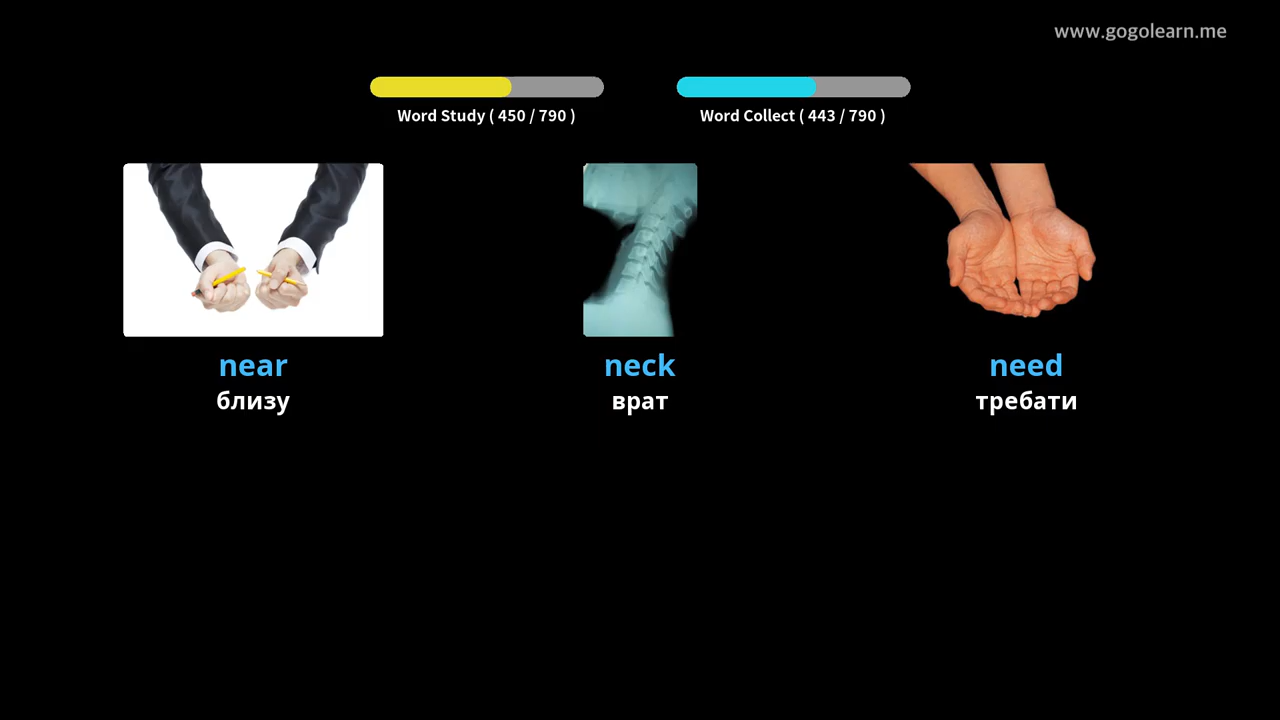 www.gogolearn.me
Word Study ( 450 / 790 )
Word Collect ( 443 / 790 )
near
близу
neck
врат
need
требати